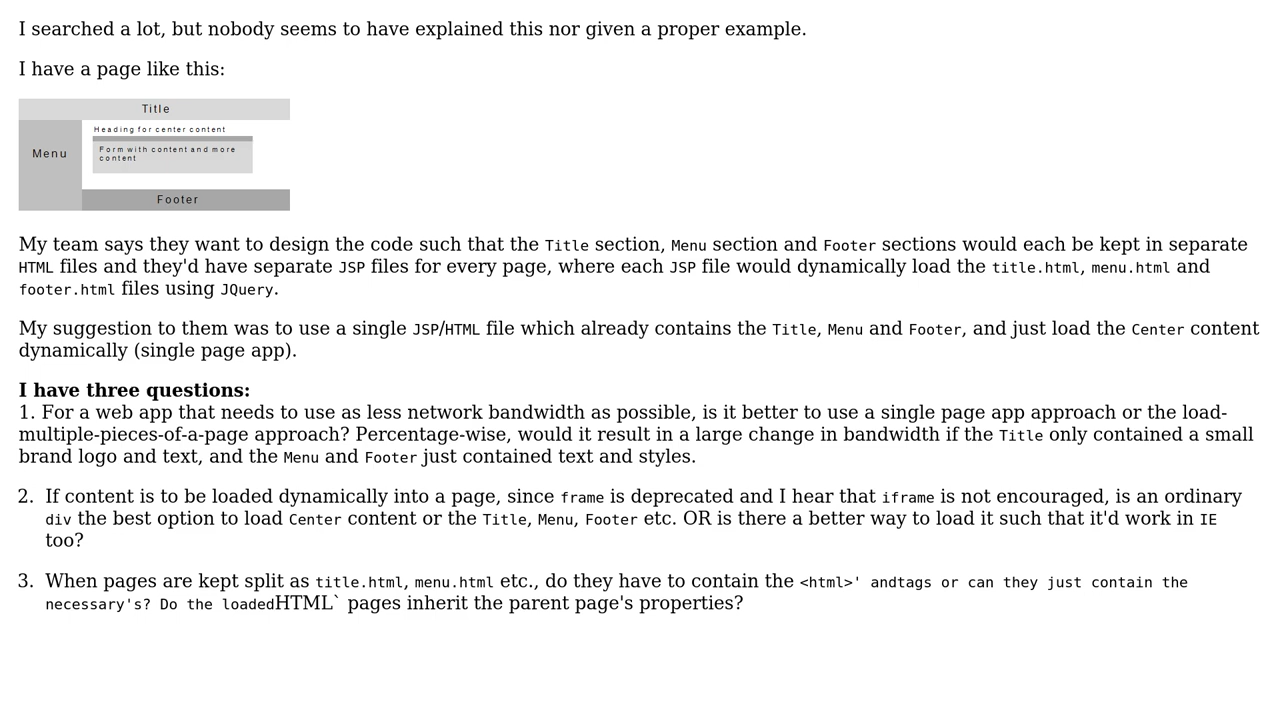 I searched a lot, but nobody seems to have explained this nor given a proper example.
I have a page like this:
Title
Heading for center content
Menu
Form with content and more
content
Footer
My team says they want to design the code such that the Title section, Menu section and Footer sections would each be kept in separate
HTML files and they'd have separate JSP files for every page, where each JSP file would dynamically load the title.html, menu.html and
footer.html files using JQuery.
My suggestion to them was to use a single JSP/HTML file which already contains the Title, Menu and Footer, and just load the Center content
dynamically (single page app).
I have three questions:
1. For a web app that needs to use as less network bandwidth as possible, is it better to use a single page app approach or the load-
multiple-pieces-of-a-page approach? Percentage-wise, would it result in a large change in bandwidth if the Title only contained a small
brand logo and text, and the Menu and Footer just contained text and styles.
2. If content is to be loaded dynamically into a page, since frame is deprecated and I hear that iframe is not encouraged, is an ordinary
div the best option to load Center content or the Title, Menu, Footer etc. OR is there a better way to load it such that it'd work in IE
too?
3. When pages are kept split as title.html, menu.html etc., do they have to contain the <html>' andtags or can they just contain the
necessary's? Do the loadedHTML` pages inherit the parent page's properties?